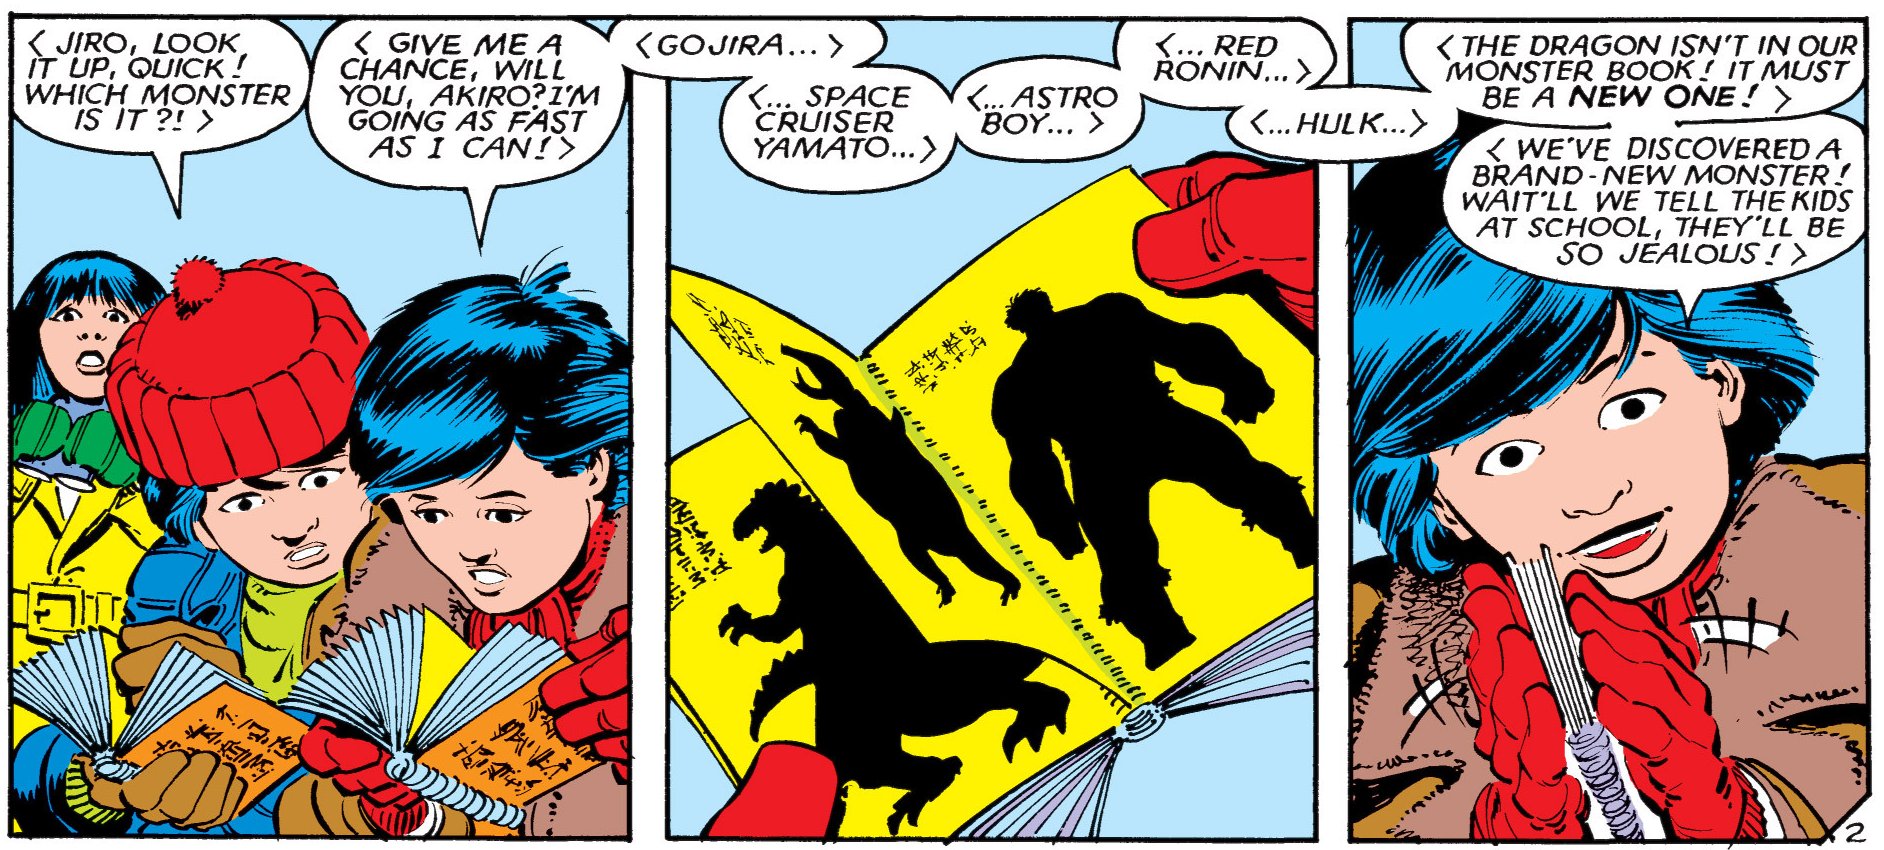 < JIRO, LOOK
IT UP, QUICK!
WHICH MONSTER
IS IT?! >
< GIVE ME A
CHANCE, WILL
YOU, AKIRO? I'M
GOING AS FAST
AS I CAN! >
< GOJIRA... >
<... SPACE
CRUISER
YAMATO... >
<... ASTRO
BOY... >
<... RED
RONIN... >
<...HULK...>
< THE DRAGON ISN'T IN OUR
MONSTER BOOK! IT MUST
BE A NEW ONE! >
< WE'VE DISCOVERED A
BRAND-NEW MONSTER!
WAIT'LL WE TELL THE KIDS
AT SCHOOL, THEY'LL BE
SO JEALOUS! >
2